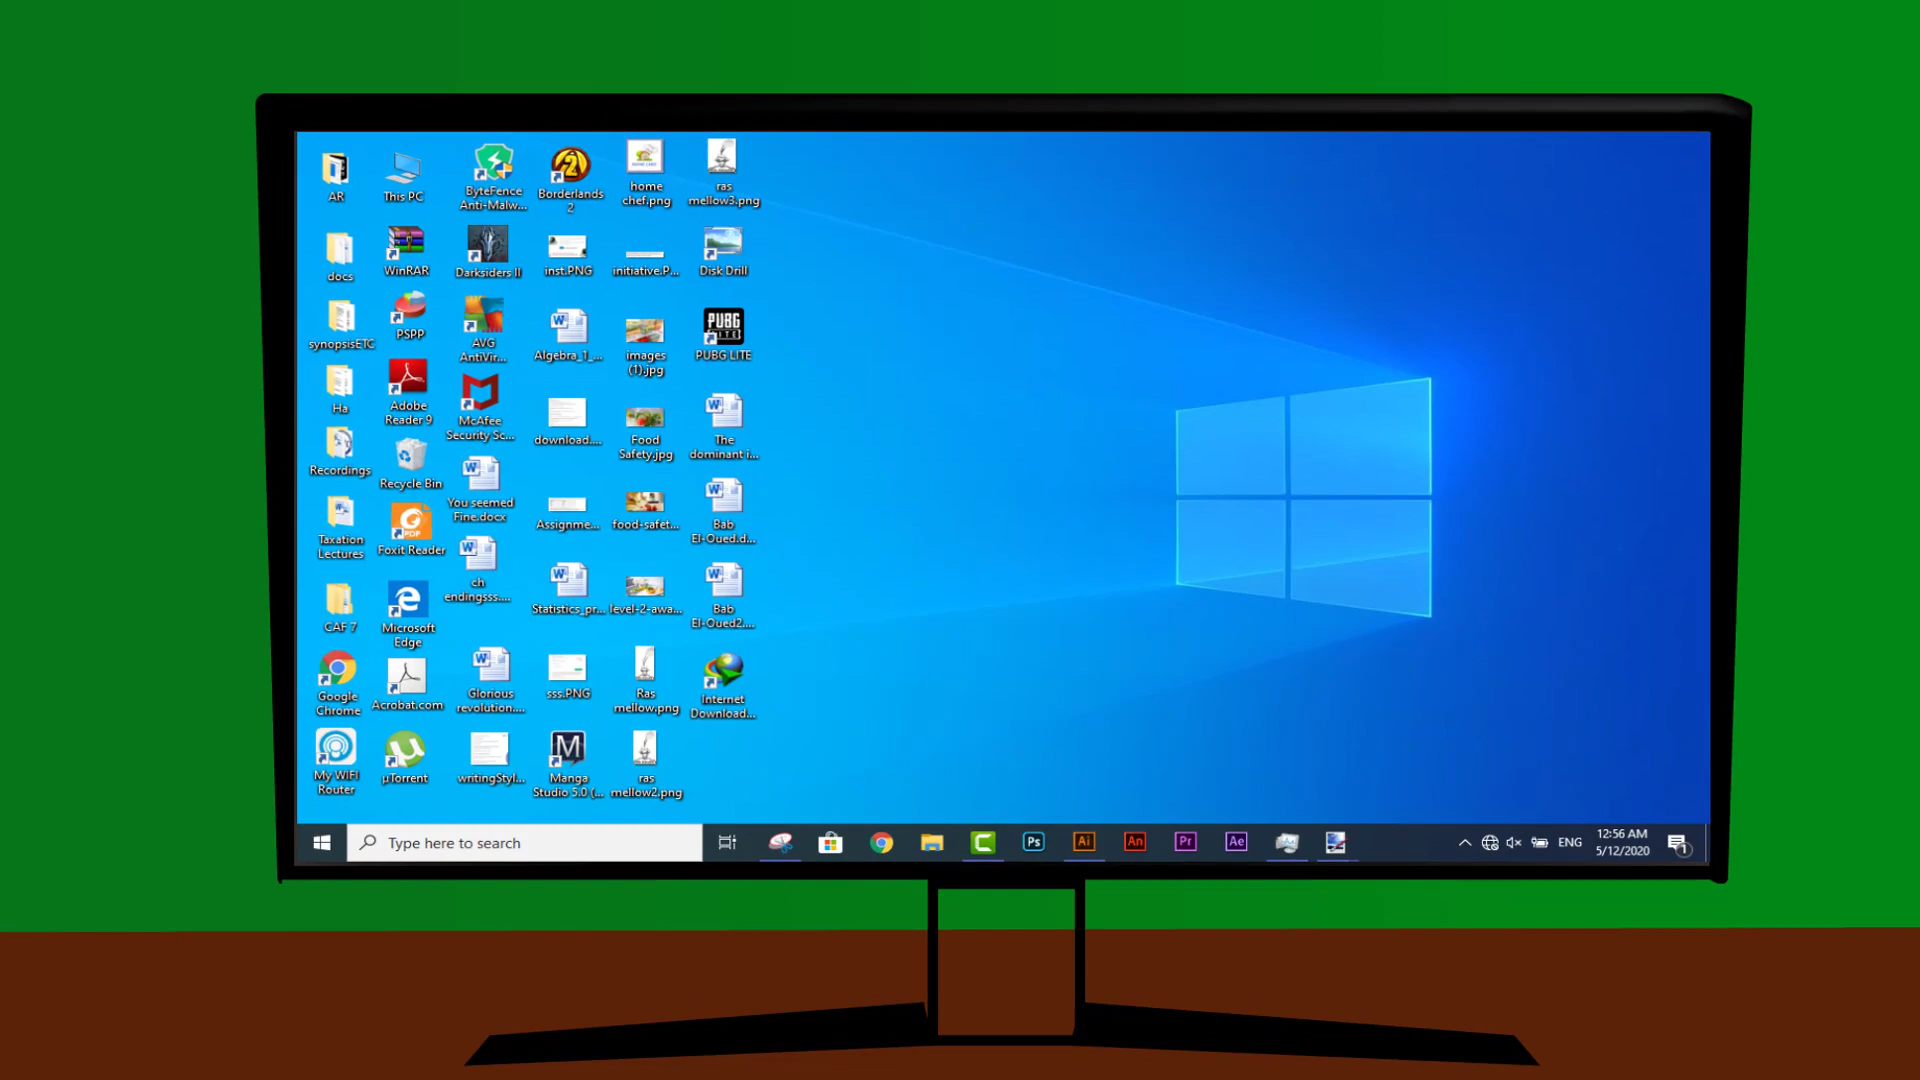 AR
This PC
ByteFence
Anti-Malw...
Borderlands
2
home
chef.png
ras
mellow3.png
docs
WinRAR
Darksiders II
inst.PNG
initiative.P...
Disk Drill
synopsisETC
PSPP
AVG
AntiVir...
Algebra_1_...
images
(1).jpg
PUBG
LITE
PUBG LITE
Ha
Adobe
Reader 9
McAfee
Security Sc...
download....
Food
Safety.jpg
The
dominant i...
Recordings
Recycle Bin
You seemed
Fine.docx
Assignme...
food-safet...
Bab
El-Oued.d...
Taxation
Lectures
PDF
Foxit Reader
ch
endingsss....
Statistics_pr...
level-2-awa...
Bab
El-Oued2....
CAF 7
Microsoft
Edge
Google
Chrome
Acrobat.com
Glorious
revolution....
sss.PNG
Ras
mellow.png
Internet
Download...
My WIFI
Router
µTorrent
writingStyl...
Manga
Studio 5.0 (...
ras
mellow2.png
Type here to search
Ps
Ai
An
Pr
Ae
ENG
12:56 AM
5/12/2020
1